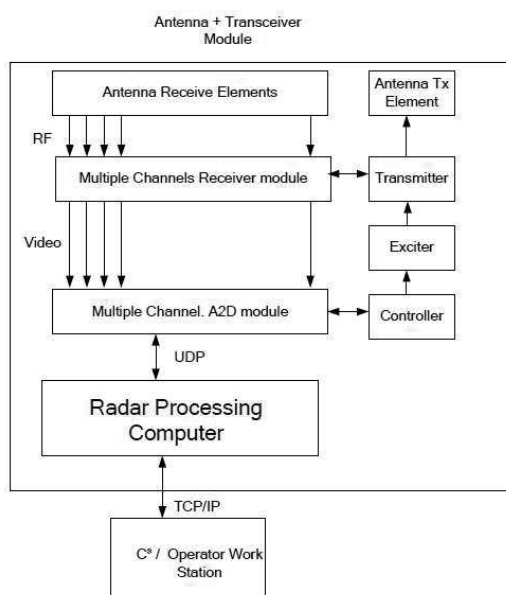 Antenna + Transceiver
Module
Antenna Receive Elements
Antenna Tx
Element
RF
Multiple Channels Receiver module
Transmitter
Video
Exciter
Multiple Channel. A2D module
Controller
UDP
Radar Processing
Computer
TCP/IP
C³ / Operator Work
Station